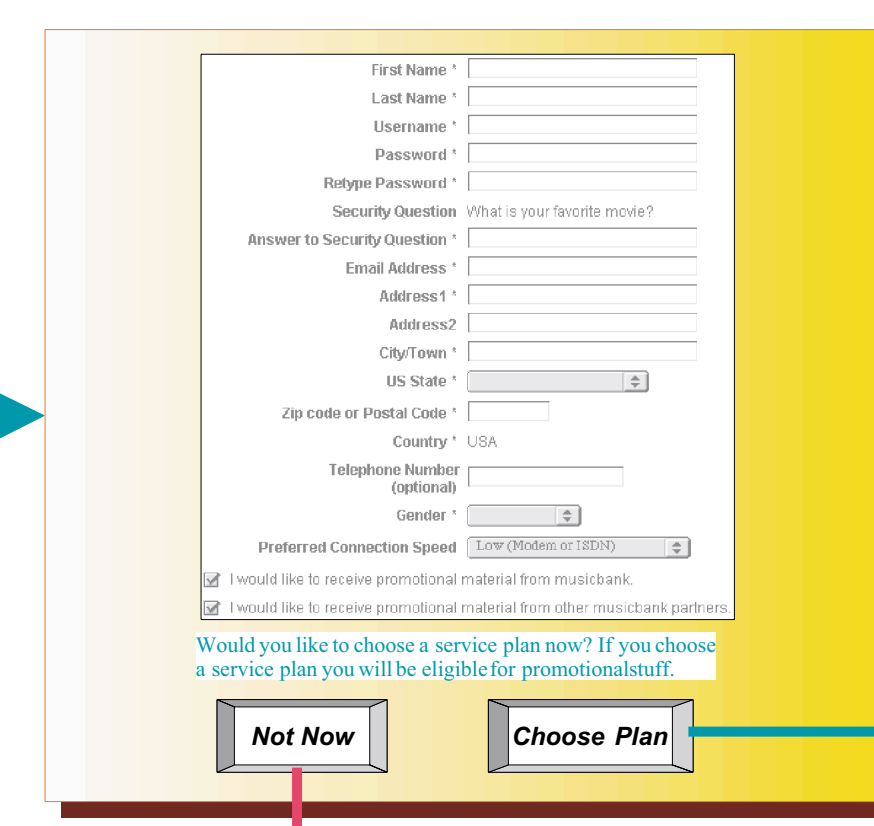 First Name *
Last Name *
Username *
Password *
Retype Password *
Security Question What is your favorite movie?
Answer to Security Question *
Email Address *
Address1 *
Address2
City/Town *
US State *
Zip code or Postal Code *
Country * USA
Telephone Number
(optional)
Gender *
Preferred Connection Speed Low (Modem or ISDN)
I would like to receive promotional material from musicbank.
I would like to receive promotional material from other musicbank partners.
Would you like to choose a service plan now? If you choose
a service plan you will be eligible for promotionalstuff.
Not Now Choose Plan